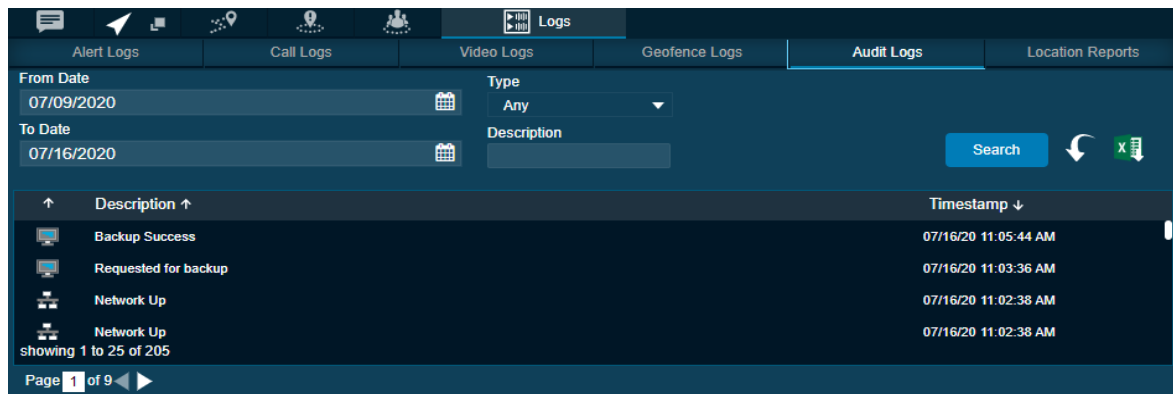 Logs
Alert Logs Call Logs Video Logs Geofence Logs Audit Logs Location Reports
From Date
07/09/2020
Type
Any
To Date
07/16/2020
Description
Search
Description Timestamp
Backup Success 07/16/20 11:05:44 AM
Requested for backup 07/16/20 11:03:36 AM
Network Up 07/16/20 11:02:38 AM
Network Up 07/16/20 11:02:38 AM
showing 1 to 25 of 205
Page 1 of 9